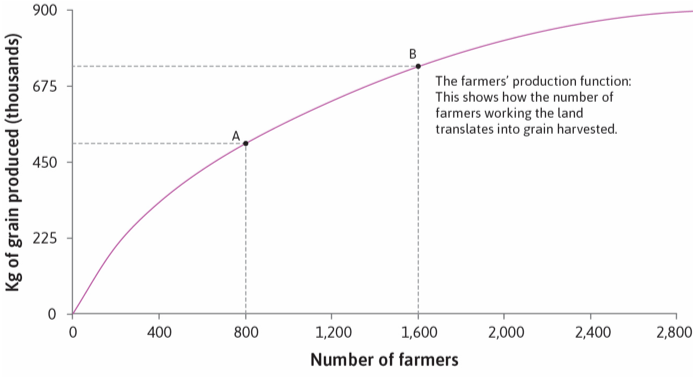 900
675
450
225
0
Kg of grain produced (thousands)
A
B
The farmers’ production function:
This shows how the number of
farmers working the land
translates into grain harvested.
0
400
800
1,200
1,600
2,000
2,400
2,800
Number of farmers